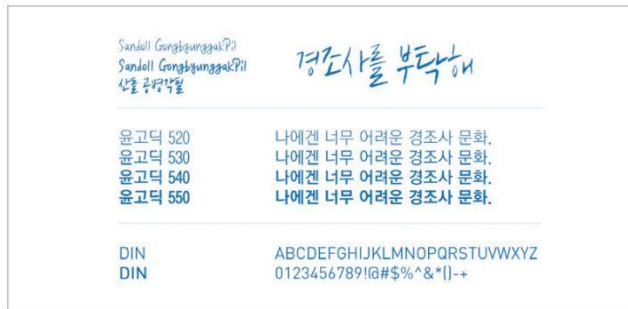 Sandoll GongbyunggakPil
Sandoll GongbyunggakPil
산돌 공병각필
경조사를 부탁해
윤고딕 520
윤고딕 530
윤고딕 540
윤고딕 550
나에겐 너무 어려운 경조사 문화.
나에겐 너무 어려운 경조사 문화.
나에겐 너무 어려운 경조사 문화.
나에겐 너무 어려운 경조사 문화.
DIN
DIN
ABCDEFGHIJKLMNOPQRSTUVWXYZ
0123456789!@#$%^&*()-+